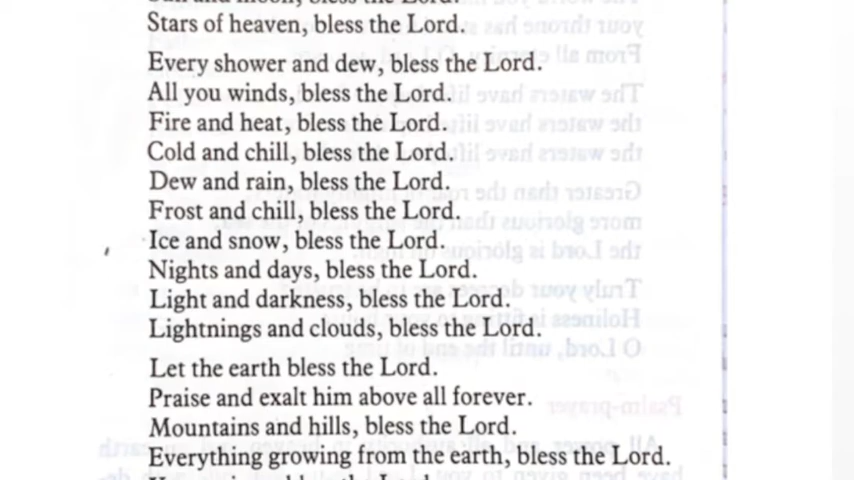 Stars of heaven, bless the Lord.
Every shower and dew, bless the Lord.
All you winds, bless the Lord.
Fire and heat, bless the Lord.
Cold and chill, bless the Lord.
Dew and rain, bless the Lord.
Frost and chill, bless the Lord.
Ice and snow, bless the Lord.
Nights and days, bless the Lord.
Light and darkness, bless the Lord.
Lightnings and clouds, bless the Lord.
Let the earth bless the Lord.
Praise and exalt him above all forever.
Mountains and hills, bless the Lord.
Everything growing from the earth, bless the Lord.